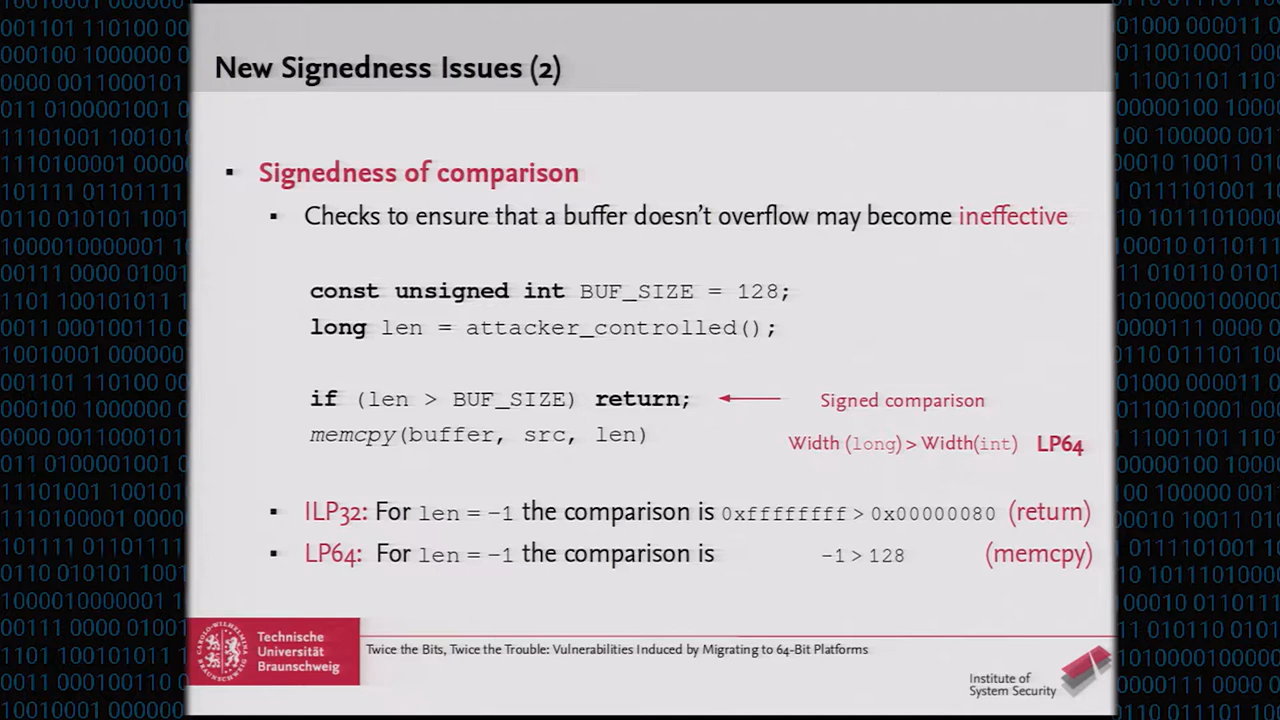 New Signedness Issues (2)
▪ Signedness of comparison
▪ Checks to ensure that a buffer doesn't overflow may become ineffective
const unsigned int BUF_SIZE = 128;
long len = attacker_controlled();
if (len > BUF_SIZE) return;
Signed comparison
memcpy(buffer, src, len)
Width (long) > Width(int) LP64
▪ ILP32: For len = -1 the comparison is 0xffffffff > 0x00000080 (return)
▪ LP64: For len = -1 the comparison is -1 > 128 (memcpy)
Technische
Universität
Braunschweig
Twice the Bits, Twice the Trouble: Vulnerabilities Induced by Migrating to 64-Bit Platforms
Institute of
System Security